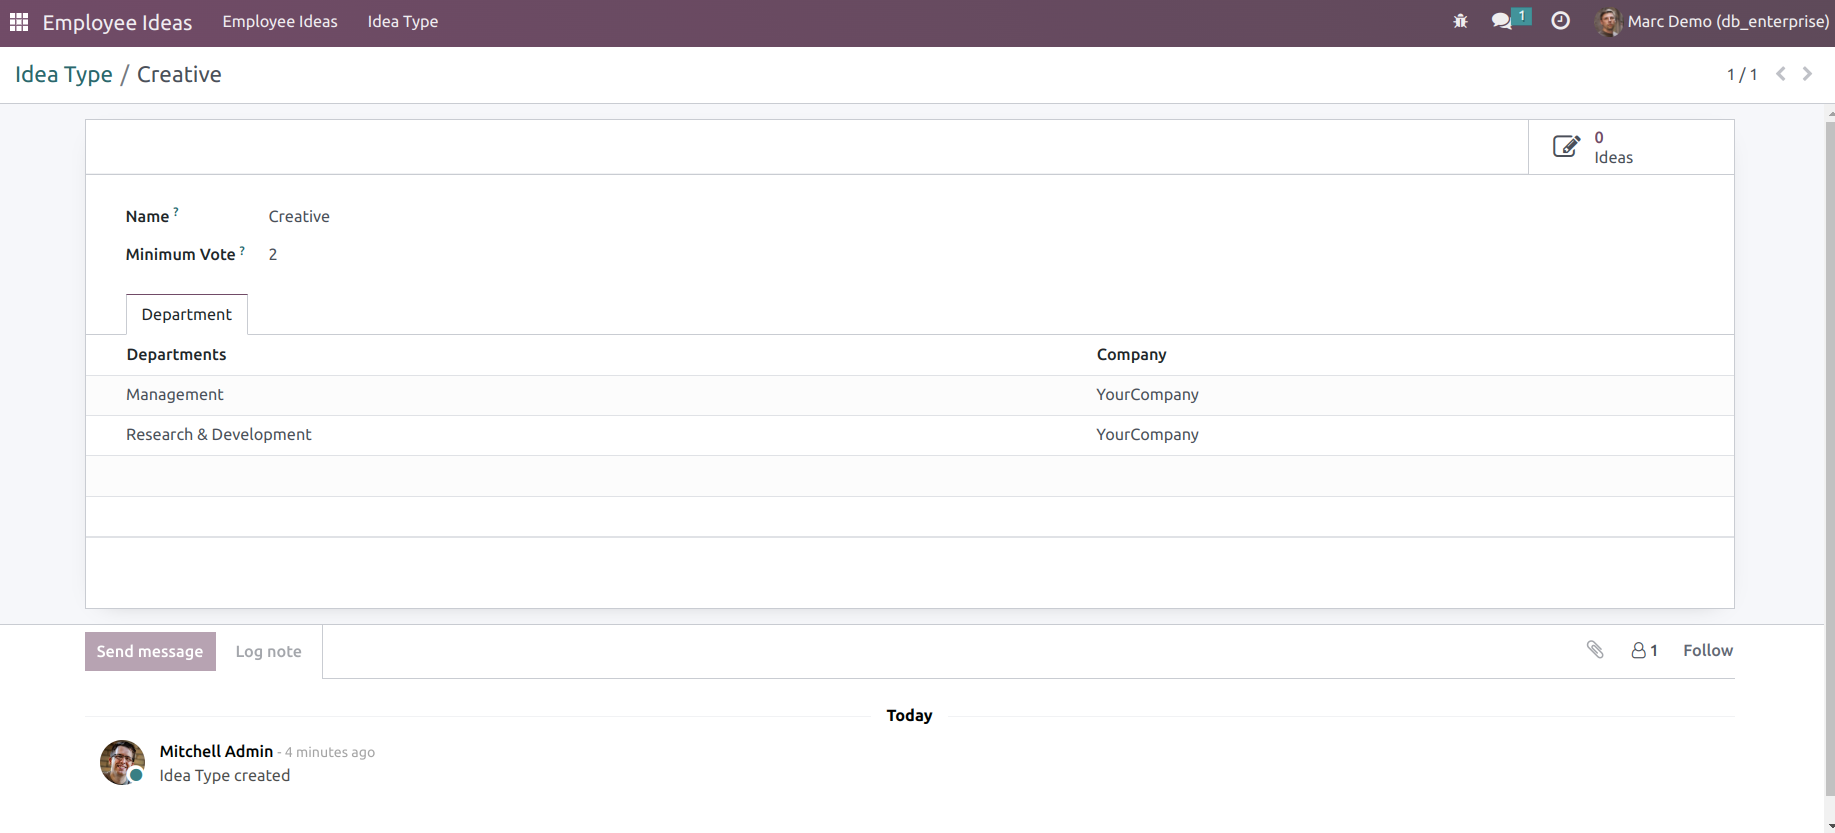 Employee Ideas Employee Ideas Idea Type 1 Marc Demo (db_enterprise)
Idea Type / Creative 1 / 1
0
Ideas
Name ? Creative
Minimum Vote ? 2
Department
Departments Company
Management YourCompany
Research & Development YourCompany
Send message Log note 1 Follow
Today
Mitchell Admin - 4 minutes ago
Idea Type created